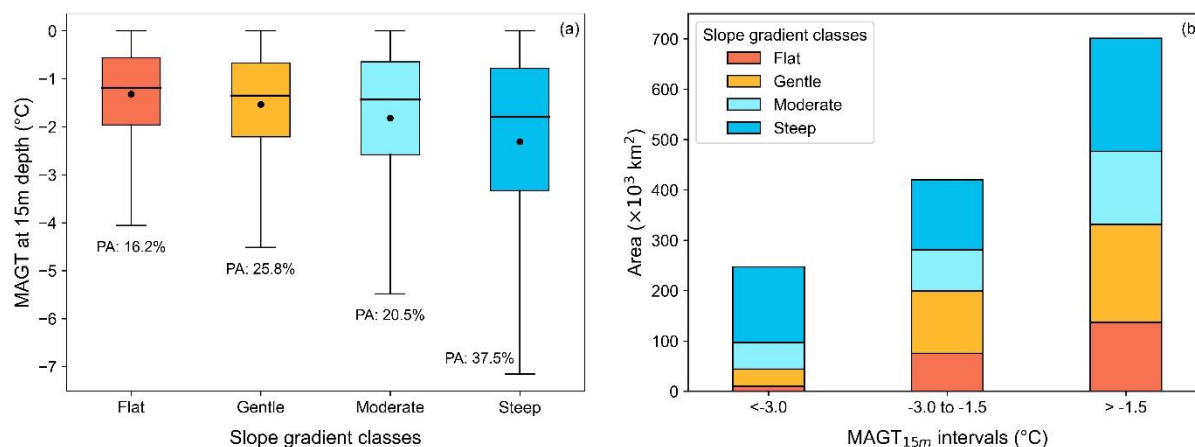 (a)
MAGT at 15m depth (°C)
0
−1
−2
−3
−4
−5
−6
−7
PA: 16.2%
PA: 25.8%
PA: 20.5%
PA: 37.5%
Flat
Gentle
Moderate
Steep
Slope gradient classes
(b)
Area (×10³ km²)
700
600
500
400
300
200
100
0
Slope gradient classes
Flat
Gentle
Moderate
Steep
<-3.0
-3.0 to -1.5
> -1.5
MAGT15m intervals (°C)